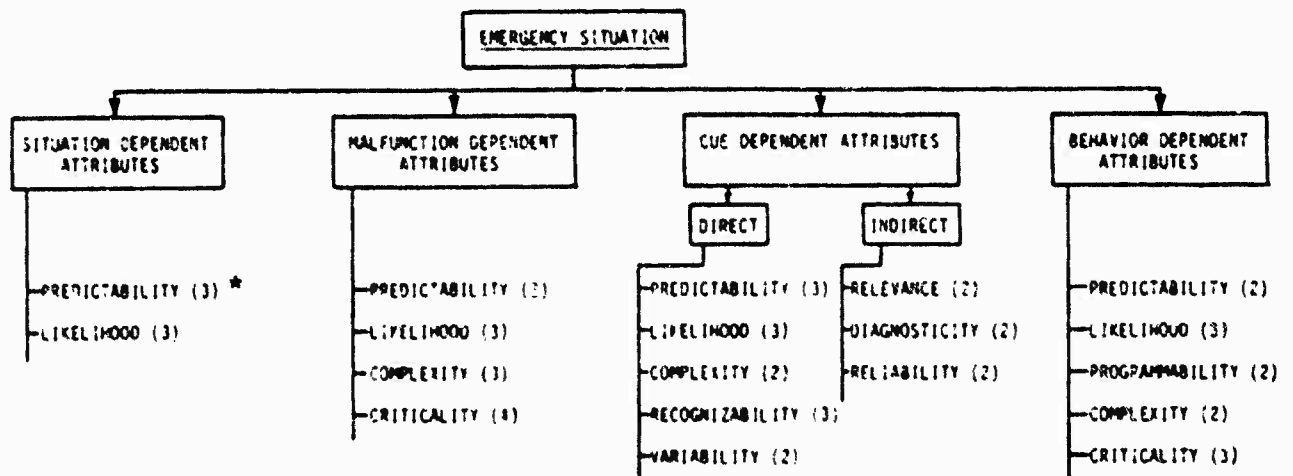 EMERGENCY SITUATION
SITUATION DEPENDENT
ATTRIBUTES
MALFUNCTION DEPENDENT
ATTRIBUTES
CUE DEPENDENT ATTRIBUTES
BEHAVIOR DEPENDENT
ATTRIBUTES
DIRECT
INDIRECT
PREDICTABILITY (3) *
LIKELIHOOD (3)
PREDICTABILITY
LIKELIHOOD (3)
COMPLEXITY (3)
CRITICALITY (4)
PREDICTABILITY (3)
LIKELIHOOD (3)
COMPLEXITY (2)
RECOGNIZABILITY (3)
VARIABILITY (2)
RELEVANCE (2)
DIAGNOSTICITY (2)
RELIABILITY (2)
PREDICTABILITY (2)
LIKELIHOOD (3)
PROGRAMMABILITY (2)
COMPLEXITY (2)
CRITICALITY (3)